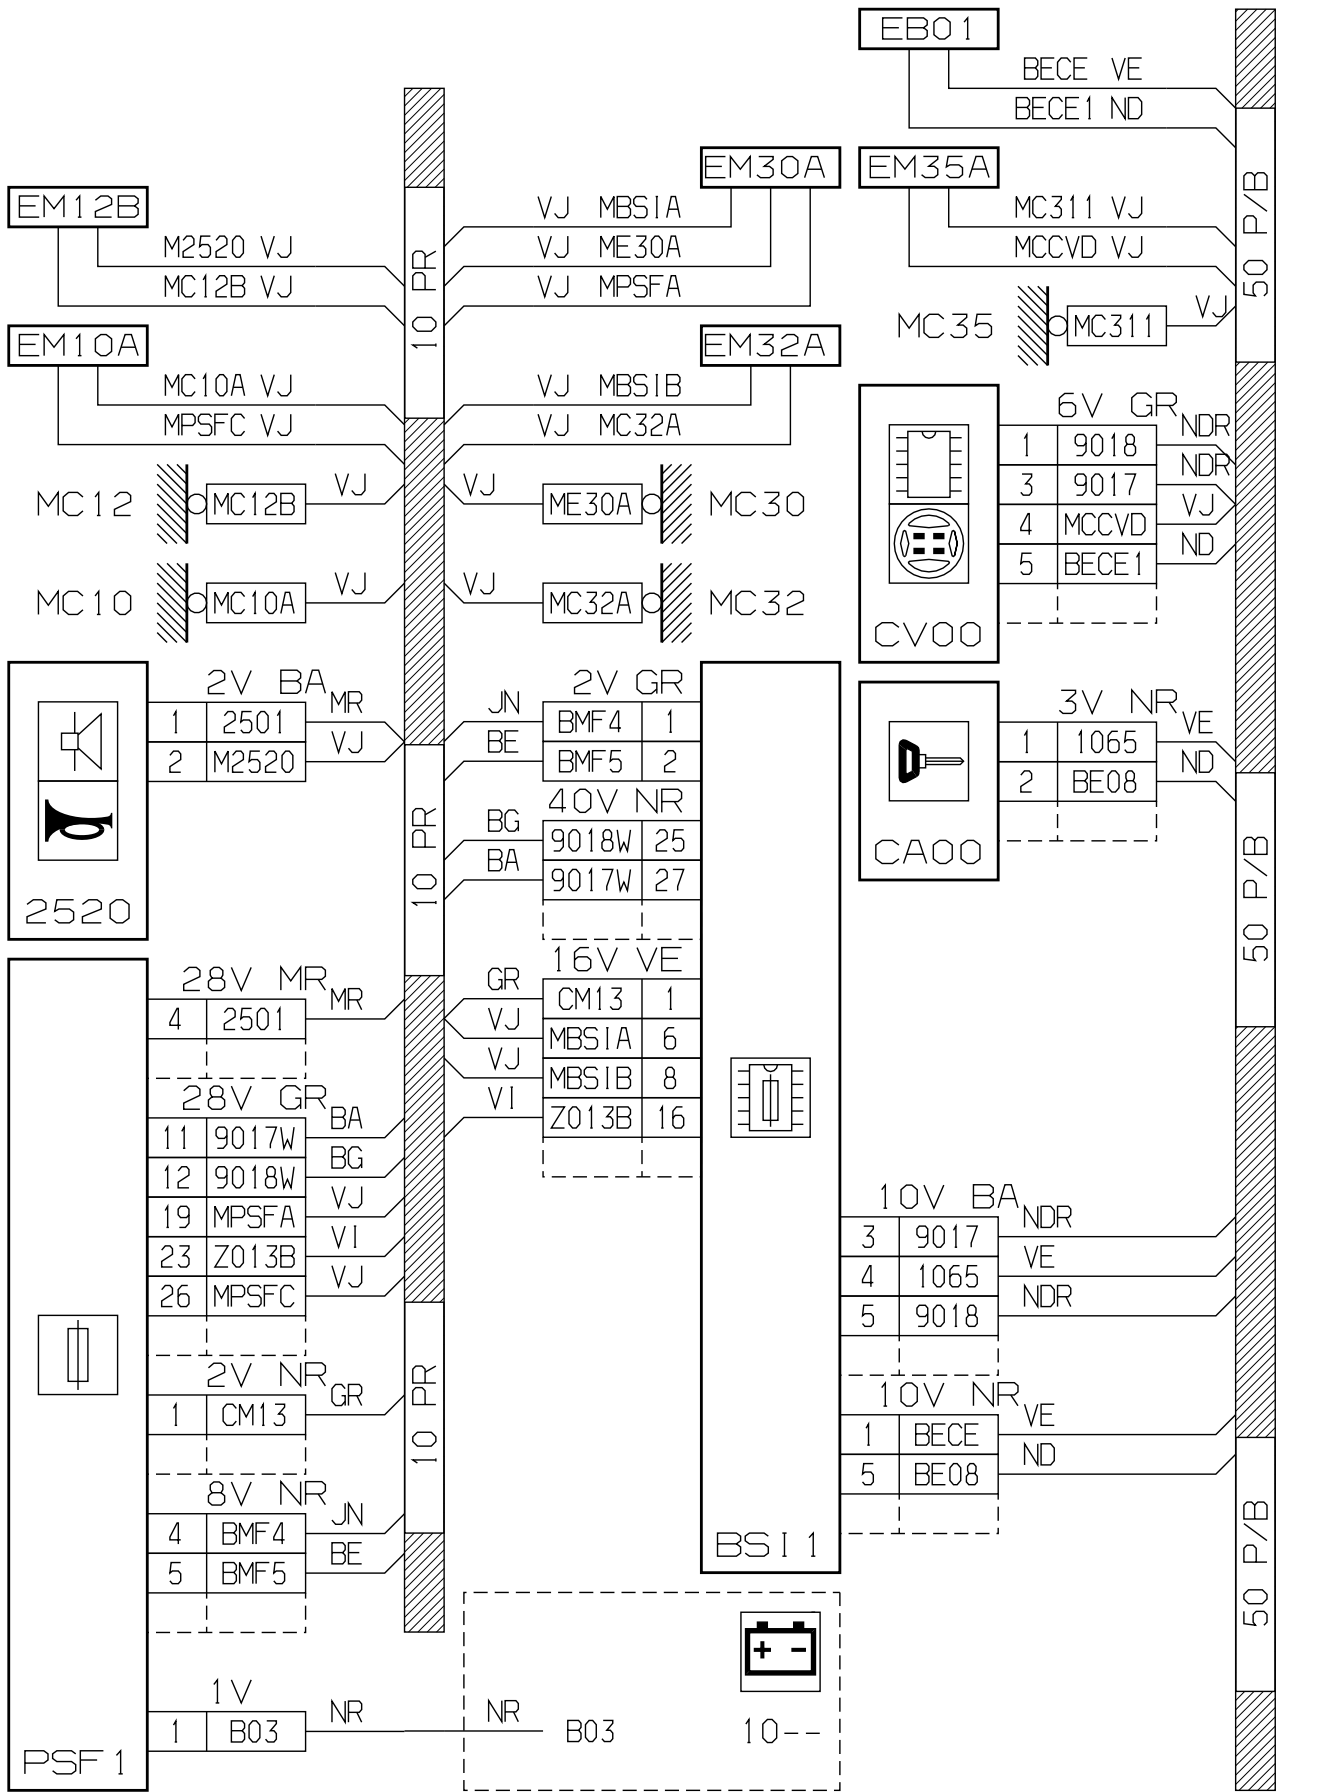 EB01
BECE VE
BECE1 ND
EM30A
EM35A
EM12B
VJ MBSIA
MC311 VJ
M2520 VJ
VJ ME30A
MCCVD VJ
MC12B VJ
VJ MPSFA
10 PR
50 P/B
MC35
MC311
VJ
EM10A
EM32A
MC10A VJ
VJ MBSIB
MPSFC VJ
VJ MC32A
6V GR
1 9018 NDR
3 9017 NDR
4 MCCVD VJ
5 BECE1 ND
CV00
MC12
MC12B
VJ
VJ
ME30A
MC30
MC10
MC10A
VJ
VJ
MC32A
MC32
2V BA
1 2501 MR
2 M2520 VJ
2520
2V GR
JN BMF4 1
BE BMF5 2
40V NR
BG 9018W 25
BA 9017W 27
3V NR
1 1065 VE
2 BE08 ND
CA00
10 PR
50 P/B
16V VE
GR CM13 1
VJ MBSIA 6
VJ MBSIB 8
VI Z013B 16
28V MR
4 2501 MR
28V GR
11 9017W BA
12 9018W BG
19 MPSFA VJ
23 Z013B VI
26 MPSFC VJ
10V BA
3 9017 NDR
4 1065 VE
5 9018 NDR
2V NR
1 CM13 GR
10 PR
10V NR
1 BECE VE
5 BE08 ND
8V NR
4 BMF4 JN
5 BMF5 BE
BSI1
50 P/B
+ -
1V
1 B03 NR
NR B03
10--
PSF1